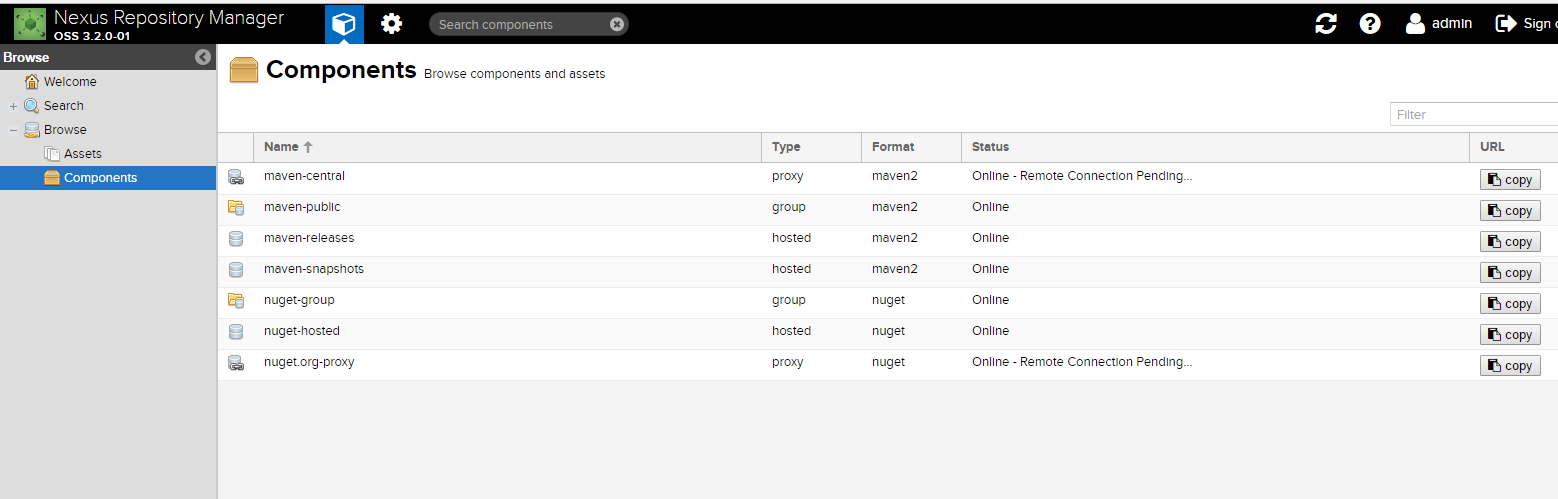 Nexus Repository Manager
OSS 3.2.0-01
Search components
admin
Sign
Browse
Welcome
Search
Browse
Assets
Components
Components Browse components and assets
Filter
Name Type Format Status URL
maven-central proxy maven2 Online - Remote Connection Pending... copy
maven-public group maven2 Online copy
maven-releases hosted maven2 Online copy
maven-snapshots hosted maven2 Online copy
nuget-group group nuget Online copy
nuget-hosted hosted nuget Online copy
nuget.org-proxy proxy nuget Online - Remote Connection Pending... copy